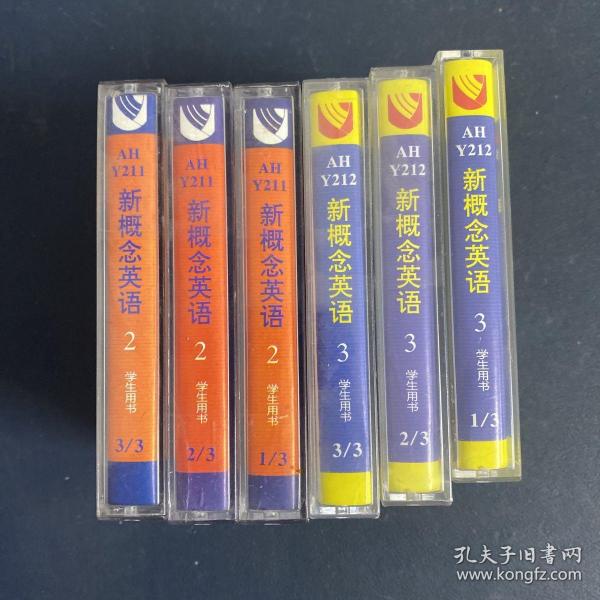 AH
Y211
新概念英语
2
学生用书
3/3
AH
Y211
新概念英语
2
学生用书
2/3
AH
Y211
新概念英语
2
学生用书
1/3
AH
Y212
新概念英语
3
学生用书
3/3
AH
Y212
新概念英语
3
学生用书
2/3
AH
Y212
新概念英语
3
学生用书
1/3
孔夫子旧书网
www.kongfz.com